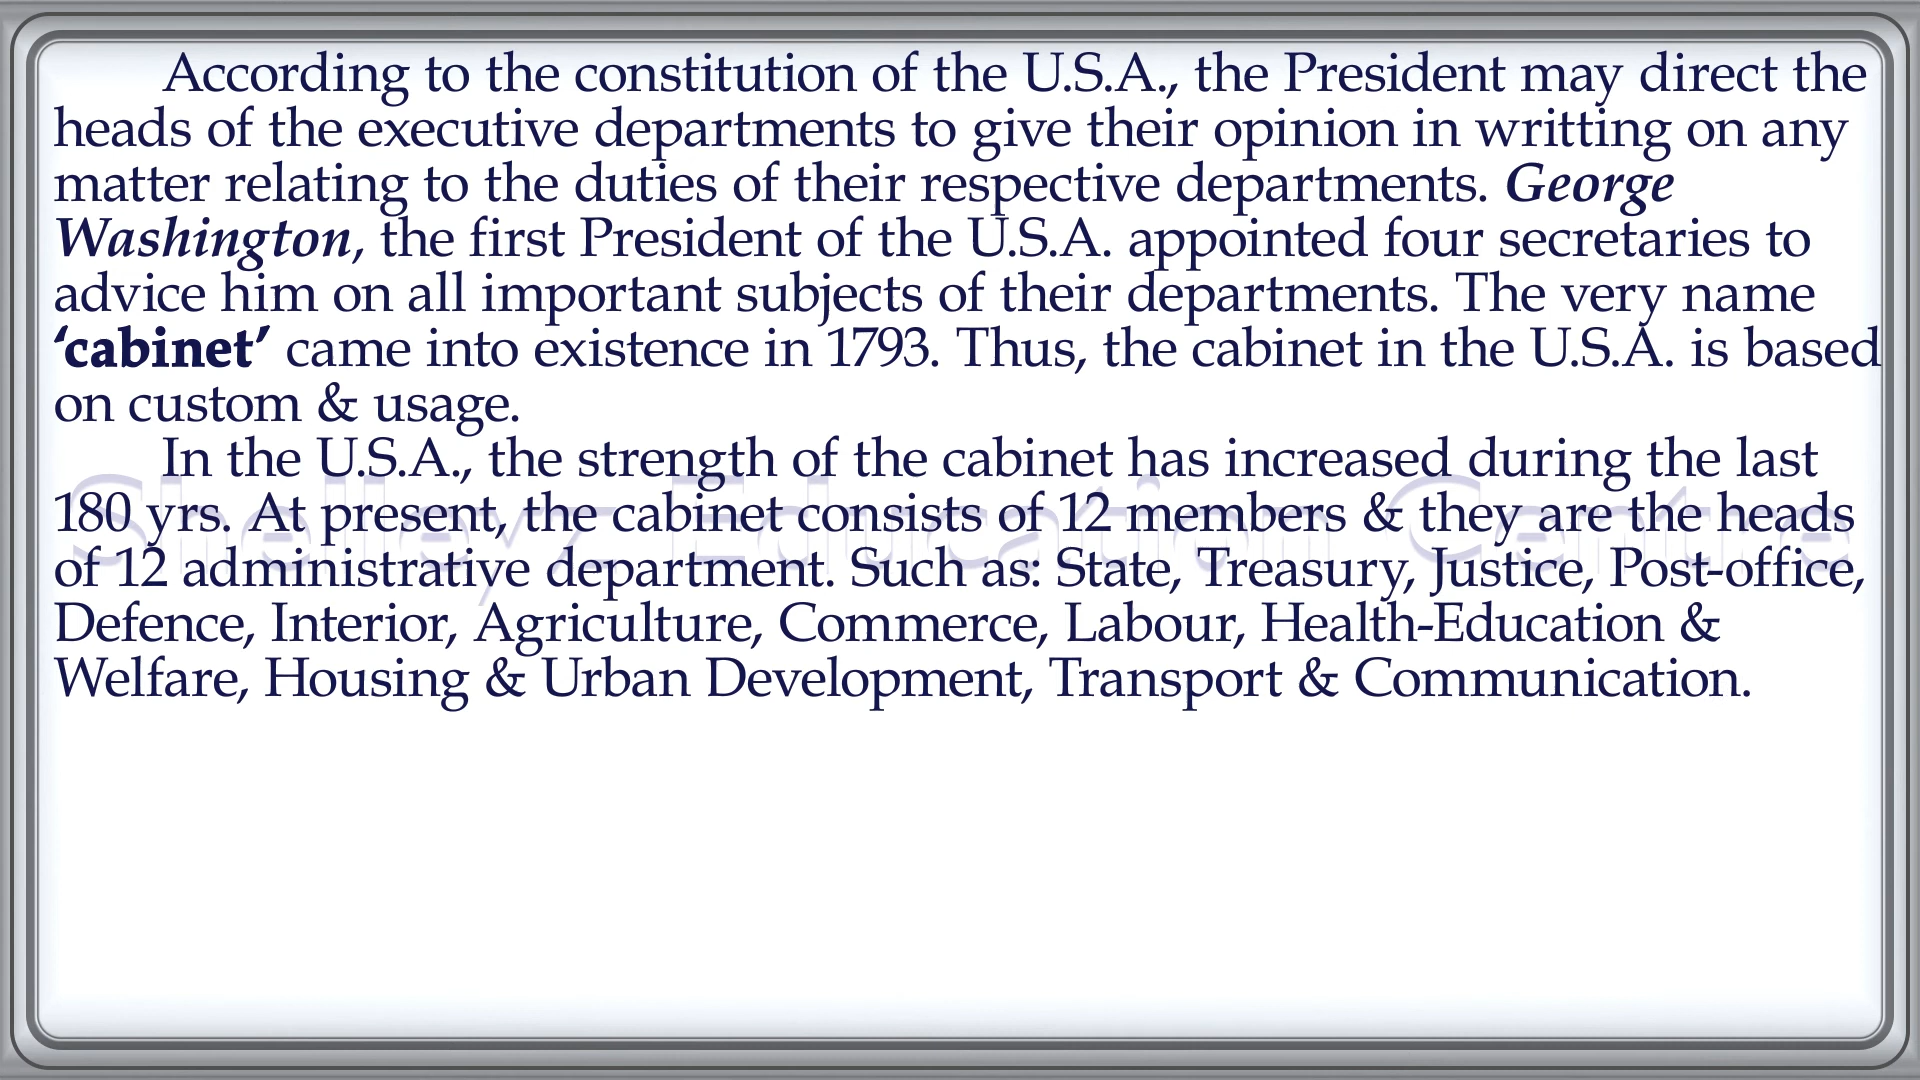 According to the constitution of the U.S.A., the President may direct the
heads of the executive departments to give their opinion in writting on any
matter relating to the duties of their respective departments. George
Washington, the first President of the U.S.A. appointed four secretaries to
advice him on all important subjects of their departments. The very name
‘cabinet’ came into existence in 1793. Thus, the cabinet in the U.S.A. is based
on custom & usage.
In the U.S.A., the strength of the cabinet has increased during the last
180 yrs. At present, the cabinet consists of 12 members & they are the heads
of 12 administrative department. Such as: State, Treasury, Justice, Post-office,
Defence, Interior, Agriculture, Commerce, Labour, Health-Education &
Welfare, Housing & Urban Development, Transport & Communication.
Shelleyz Education Centre